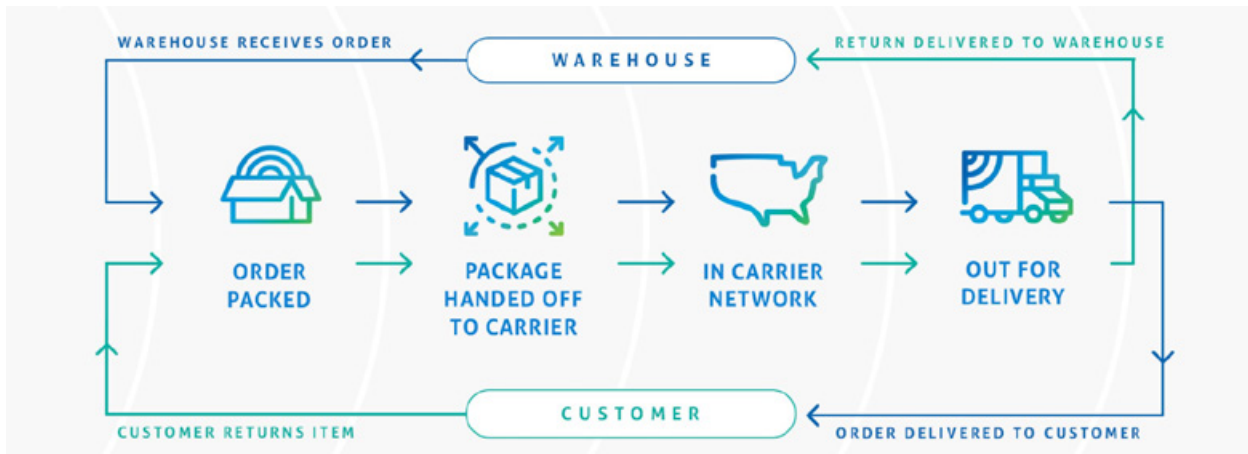 WAREHOUSE RECEIVES ORDER
WAREHOUSE
RETURN DELIVERED TO WAREHOUSE
ORDER
PACKED
PACKAGE
HANDED OFF
TO CARRIER
IN CARRIER
NETWORK
OUT FOR
DELIVERY
CUSTOMER RETURNS ITEM
CUSTOMER
ORDER DELIVERED TO CUSTOMER